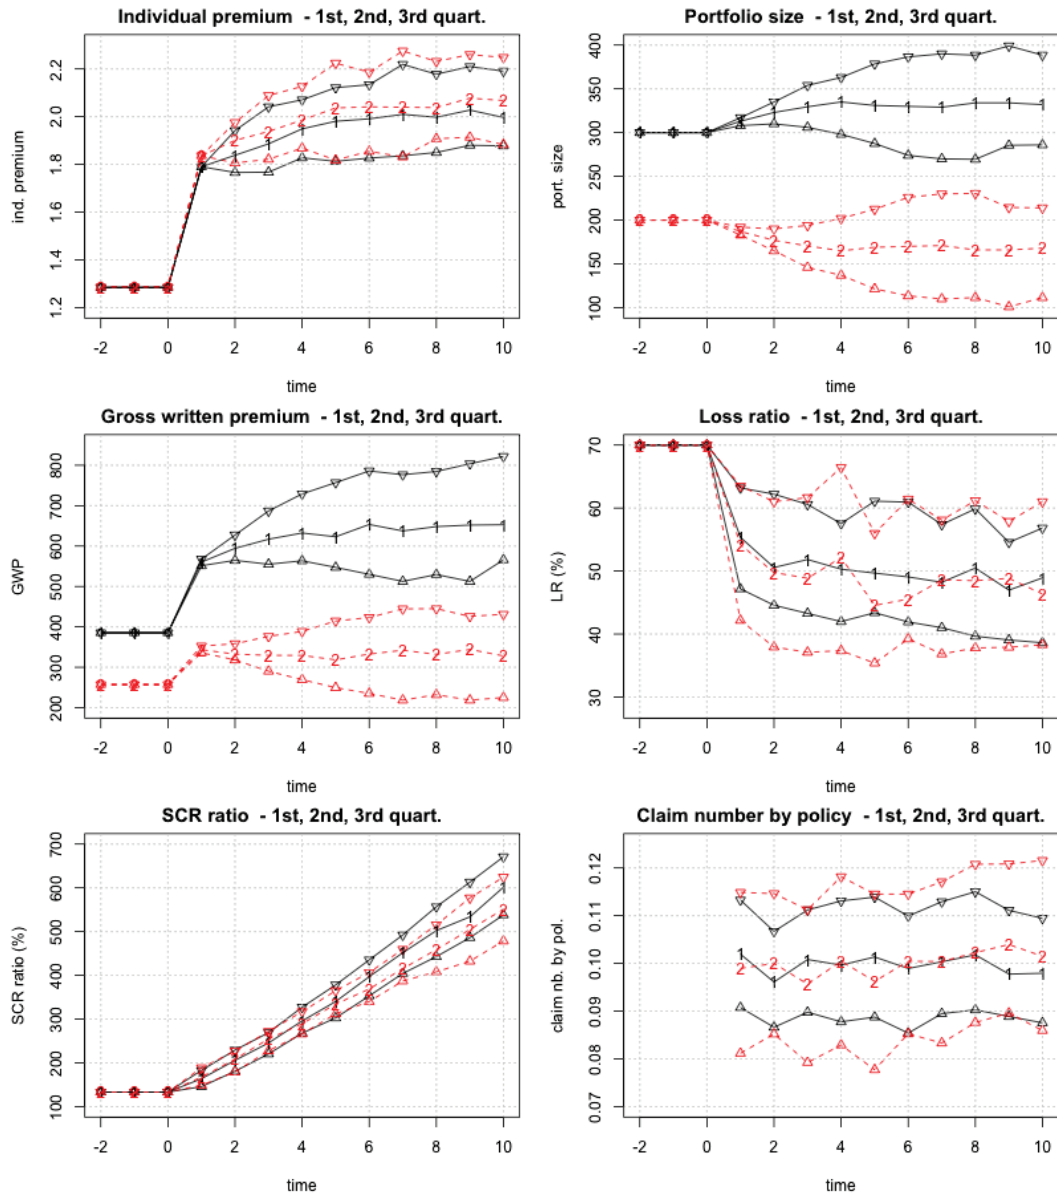 Individual premium - 1st, 2nd, 3rd quart.
ind. premium
2.2
2.0
1.8
1.6
1.4
1.2
-2 0 2 4 6 8 10
time
Portfolio size - 1st, 2nd, 3rd quart.
port. size
400
350
300
250
200
150
100
-2 0 2 4 6 8 10
time
Gross written premium - 1st, 2nd, 3rd quart.
GWP
800
700
600
500
400
300
200
-2 0 2 4 6 8 10
time
Loss ratio - 1st, 2nd, 3rd quart.
LR (%)
70
60
50
40
30
-2 0 2 4 6 8 10
time
SCR ratio - 1st, 2nd, 3rd quart.
SCR ratio (%)
700
600
500
400
300
200
100
-2 0 2 4 6 8 10
time
Claim number by policy - 1st, 2nd, 3rd quart.
claim nb. by pol.
0.12
0.11
0.10
0.09
0.08
0.07
-2 0 2 4 6 8 10
time